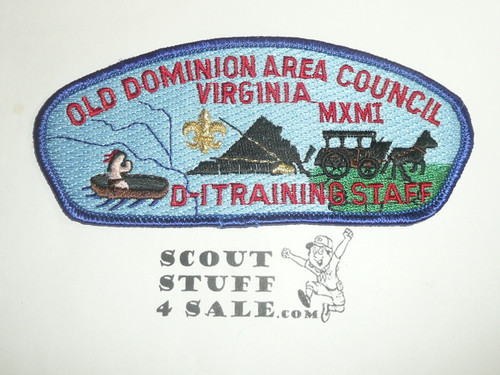 OLD DOMINION AREA COUNCIL
VIRGINIA
MXMI
D-I TRAINING STAFF
SCOUT
STUFF
4 SALE.com